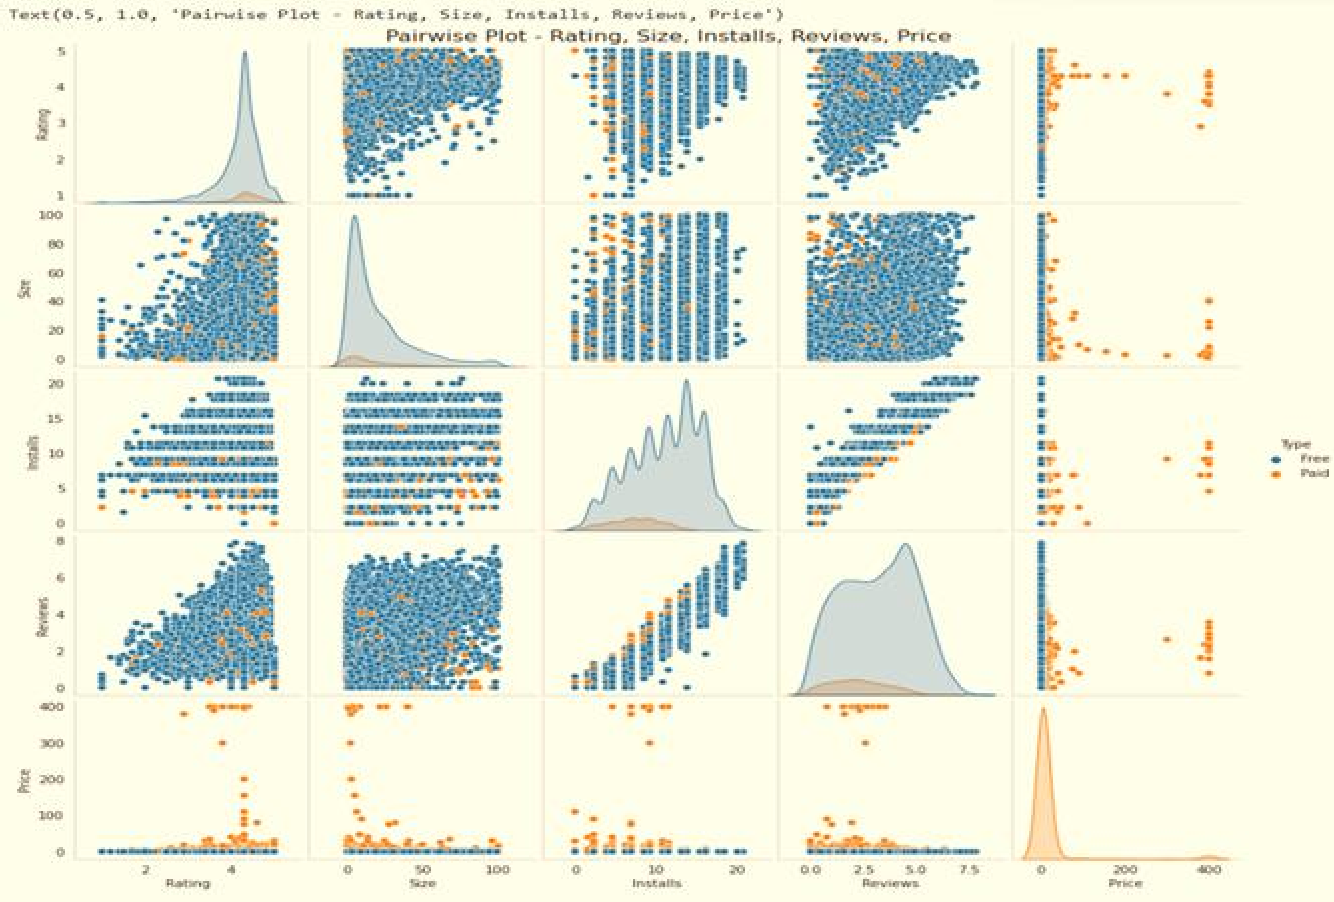 Text(0.5, 1.0, 'Pairwise Plot - Rating, Size, Installs, Reviews, Price')
Pairwise Plot - Rating, Size, Installs, Reviews, Price
5
4
3
2
1
Rating
100
80
60
40
20
0
Size
20
15
10
5
0
Installs
Type
Free
Paid
8
6
4
2
0
Reviews
400
300
200
100
0
Price
2 4
0 50 100
0 10 20
0.0 2.5 5.0 7.5
0 200 400
Rating Size Installs Reviews Price